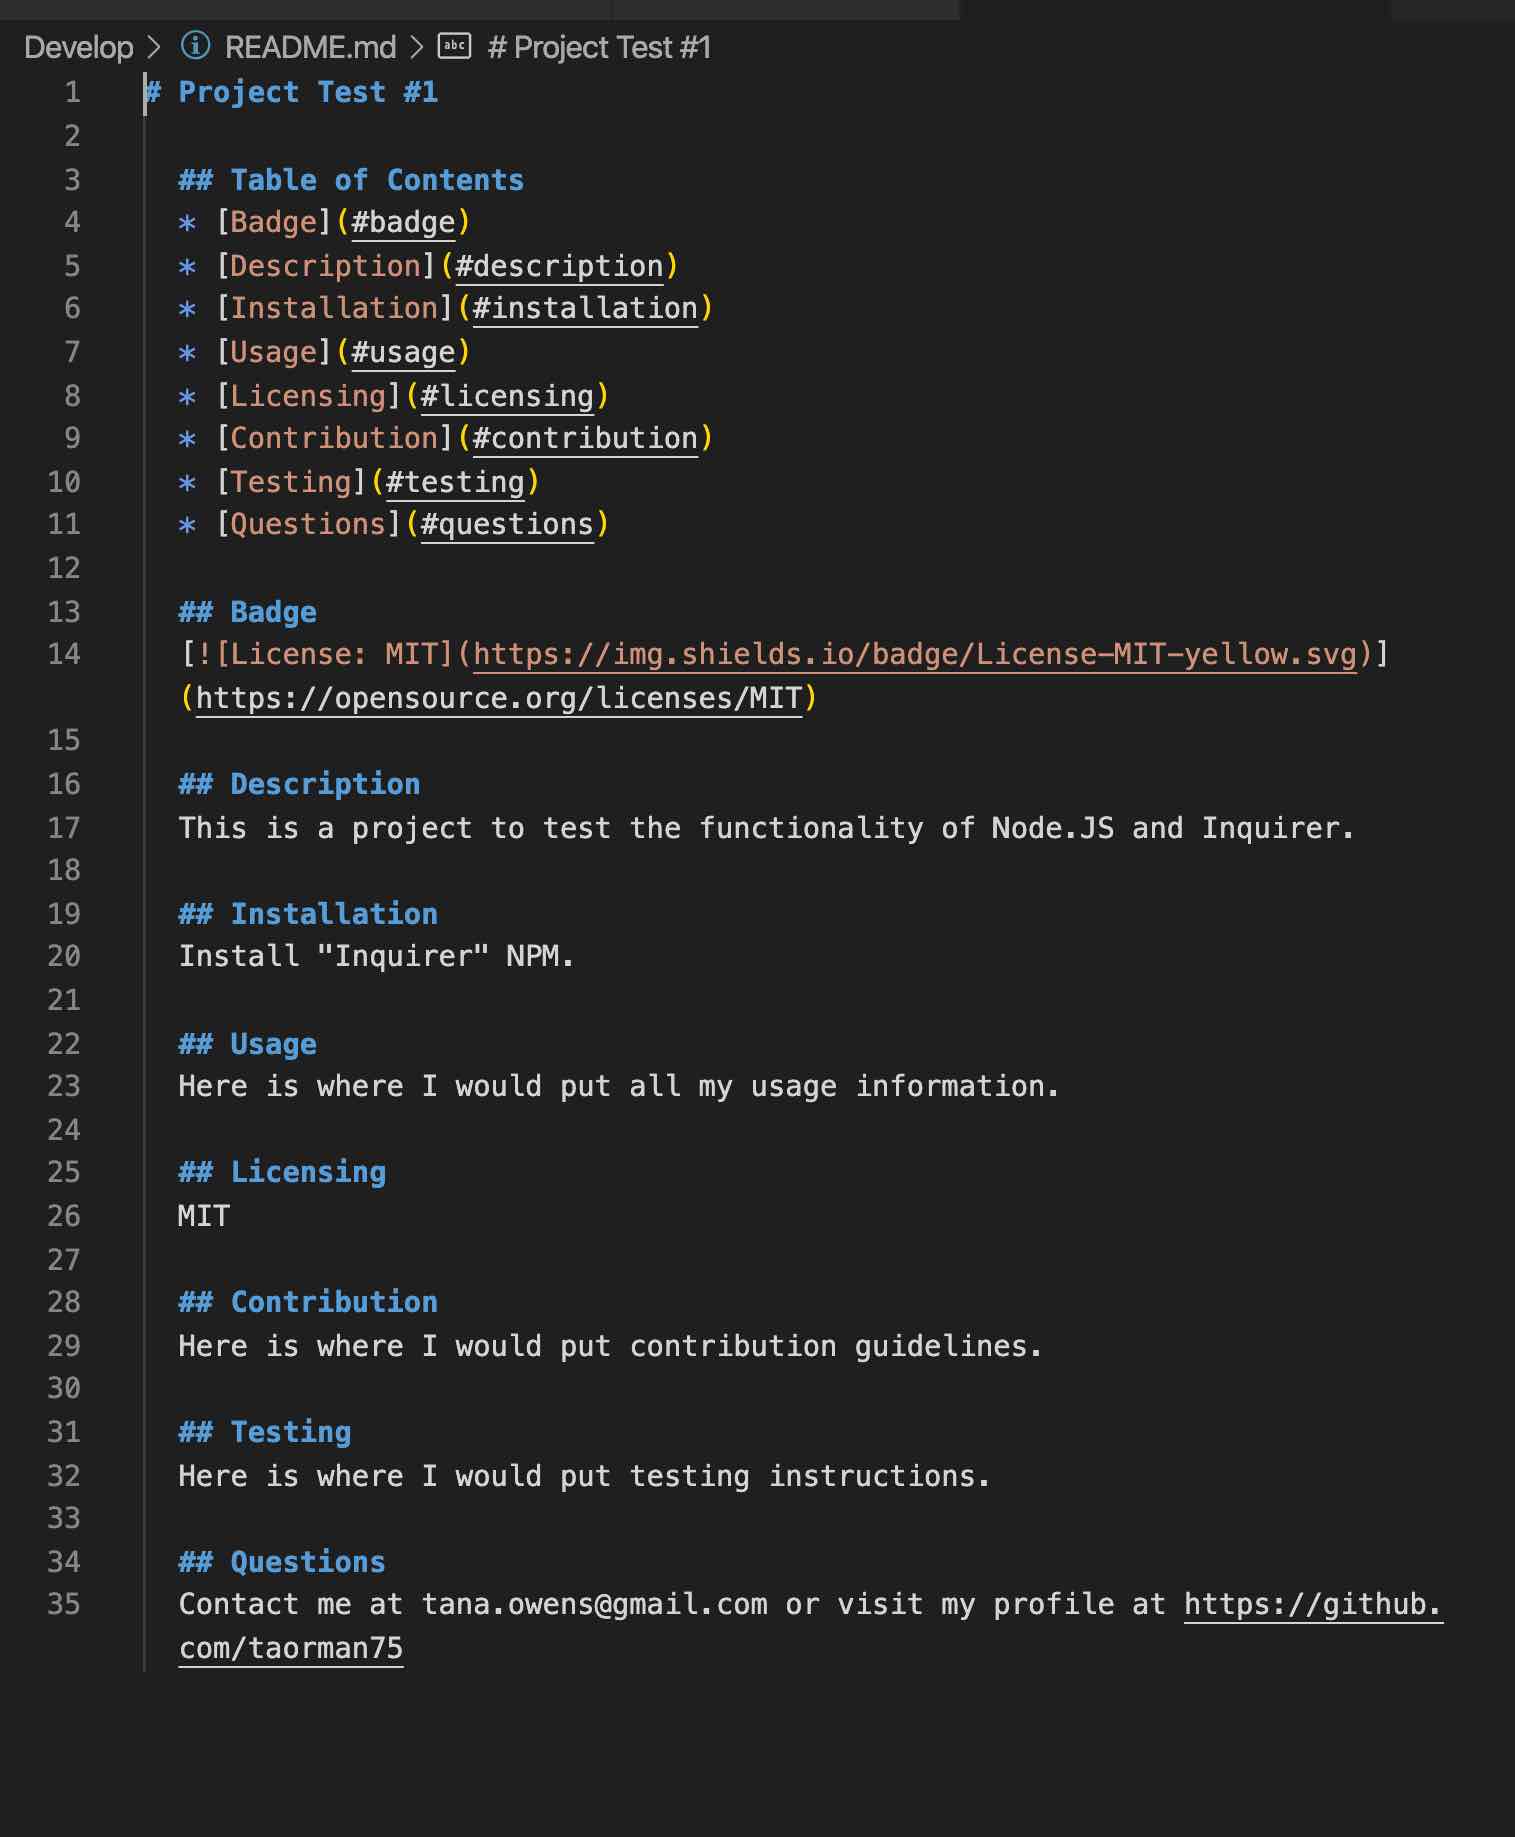 Develop > README.md > # Project Test #1
1 # Project Test #1
2
3 ## Table of Contents
4 * [Badge](#badge)
5 * [Description](#description)
6 * [Installation](#installation)
7 * [Usage](#usage)
8 * [Licensing](#licensing)
9 * [Contribution](#contribution)
10 * [Testing](#testing)
11 * [Questions](#questions)
12
13 ## Badge
14 [![License: MIT](https://img.shields.io/badge/License-MIT-yellow.svg)]
(https://opensource.org/licenses/MIT)
15
16 ## Description
17 This is a project to test the functionality of Node.JS and Inquirer.
18
19 ## Installation
20 Install "Inquirer" NPM.
21
22 ## Usage
23 Here is where I would put all my usage information.
24
25 ## Licensing
26 MIT
27
28 ## Contribution
29 Here is where I would put contribution guidelines.
30
31 ## Testing
32 Here is where I would put testing instructions.
33
34 ## Questions
35 Contact me at tana.owens@gmail.com or visit my profile at https://github.
com/taorman75